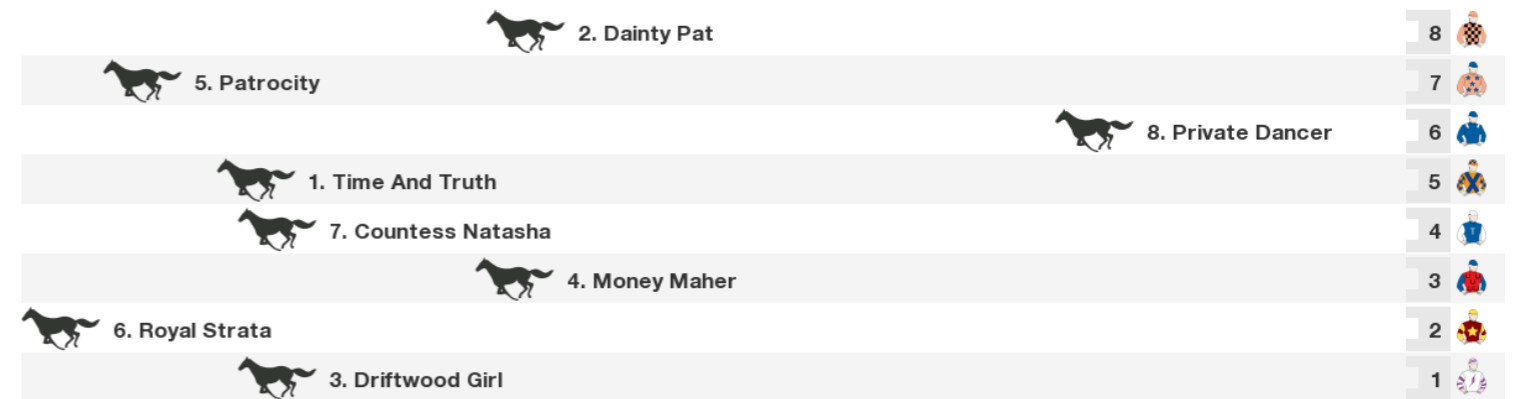 2. Dainty Pat 8
5. Patrocity 7
8. Private Dancer 6
1. Time And Truth 5
7. Countess Natasha 4
T
4. Money Maher 3
6. Royal Strata 2
3. Driftwood Girl 1